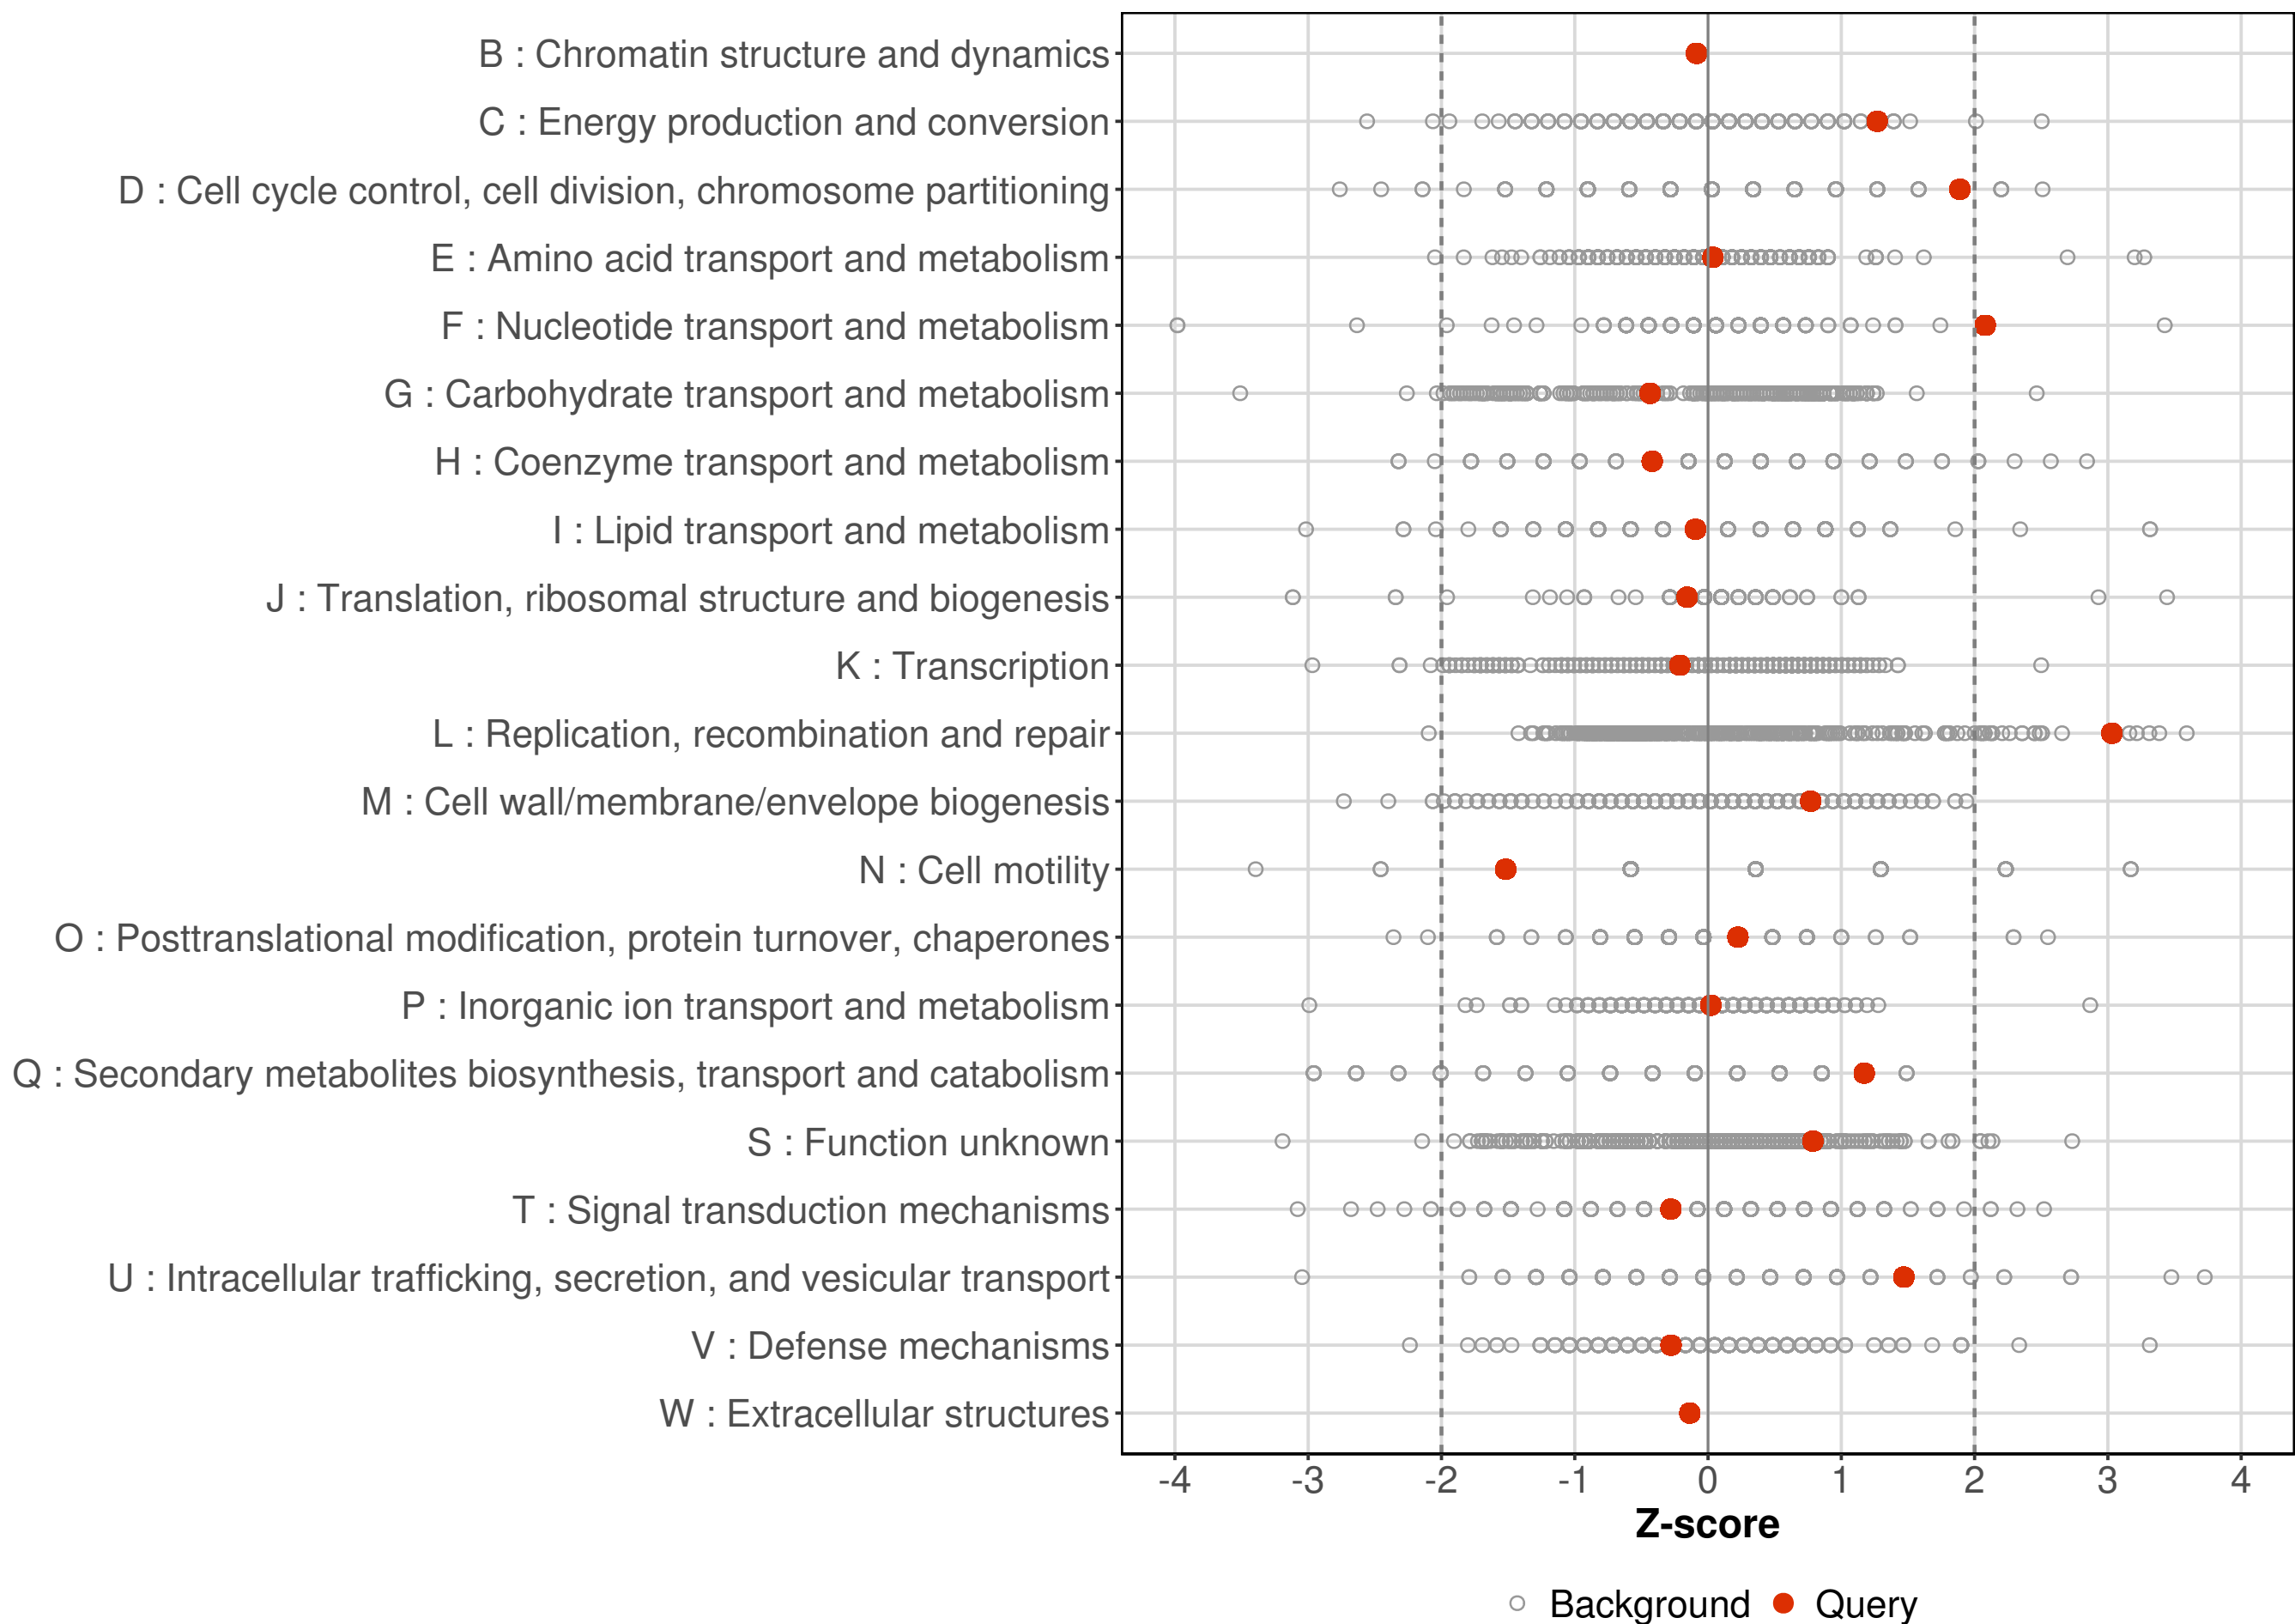 B : Chromatin structure and dynamics
C : Energy production and conversion
D : Cell cycle control, cell division, chromosome partitioning
E : Amino acid transport and metabolism
F : Nucleotide transport and metabolism
G : Carbohydrate transport and metabolism
H : Coenzyme transport and metabolism
I : Lipid transport and metabolism
J : Translation, ribosomal structure and biogenesis
K : Transcription
L : Replication, recombination and repair
M : Cell wall/membrane/envelope biogenesis
N : Cell motility
O : Posttranslational modification, protein turnover, chaperones
P : Inorganic ion transport and metabolism
Q : Secondary metabolites biosynthesis, transport and catabolism
S : Function unknown
T : Signal transduction mechanisms
U : Intracellular trafficking, secretion, and vesicular transport
V : Defense mechanisms
W : Extracellular structures
-4 -3 -2 -1 0 1 2 3 4
Z-score
Background Query